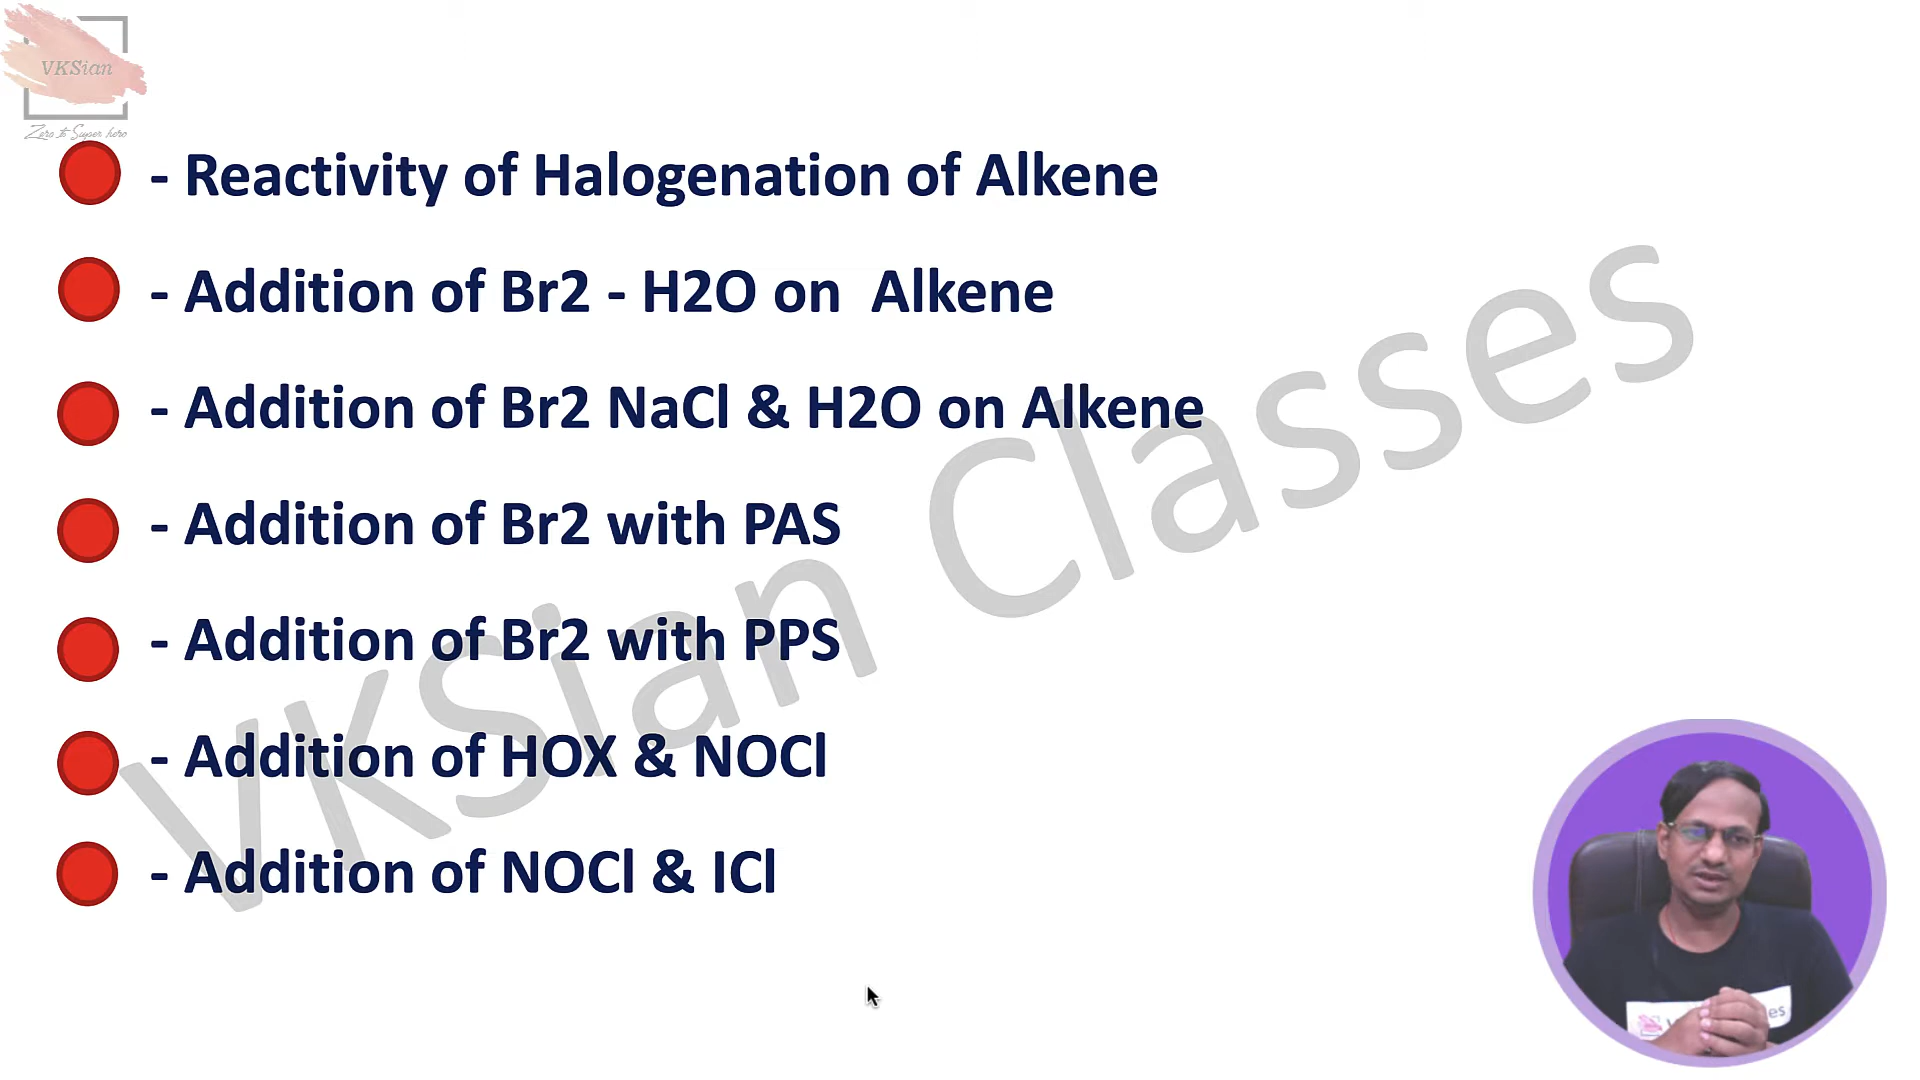 VKSian
Zero to Super hero
- Reactivity of Halogenation of Alkene
- Addition of Br2 - H2O on Alkene
- Addition of Br2 NaCl & H2O on Alkene
- Addition of Br2 with PAS
- Addition of Br2 with PPS
- Addition of HOX & NOCl
- Addition of NOCl & ICl
VKSian Classes